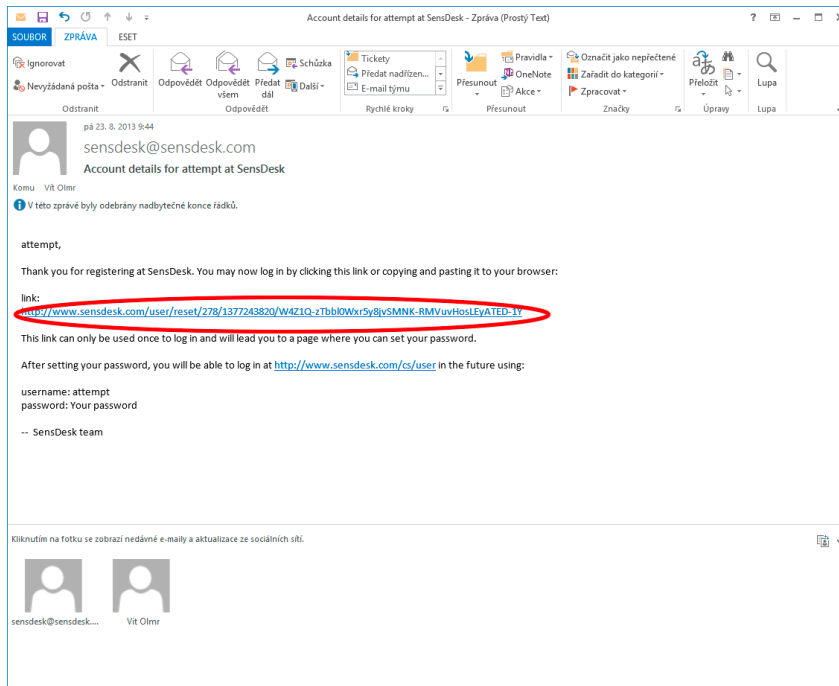 Account details for attempt at SensDesk - Zpráva (Prostý Text)
SOUBOR ZPRÁVA ESET
Ignorovat
Nevyžádaná pošta
Odstranit
Odpovědět
Odpovědět všem
Předat dál
Schůzka
Další
Tickety
Předat nadřízen...
E-mail týmu
Přesunout
Pravidla
OneNote
Akce
Označit jako nepřečtené
Zařadit do kategorií
Zpracovat
Přeložit
Lupa
Odstranit Odpovědět Rychlé kroky Přesunout Značky Úpravy Lupa
pá 23. 8. 2013 9:44
sensdesk@sensdesk.com
Account details for attempt at SensDesk
Komu Vít Olmr
V této zprávě byly odebrány nadbytečné konce řádků.
attempt,
Thank you for registering at SensDesk. You may now log in by clicking this link or copying and pasting it to your browser:
link:
http://www.sensdesk.com/user/reset/278/1377243820/W4Z1Q-zTbbl0Wxr5y8jvSMNK-RMVuvHosLEyATED-1Y
This link can only be used once to log in and will lead you to a page where you can set your password.
After setting your password, you will be able to log in at http://www.sensdesk.com/cs/user in the future using:
username: attempt
password: Your password
-- SensDesk team
Kliknutím na fotku se zobrazí nedávné e-maily a aktualizace ze sociálních sítí.
sensdesk@sensdesk.... Vít Olmr